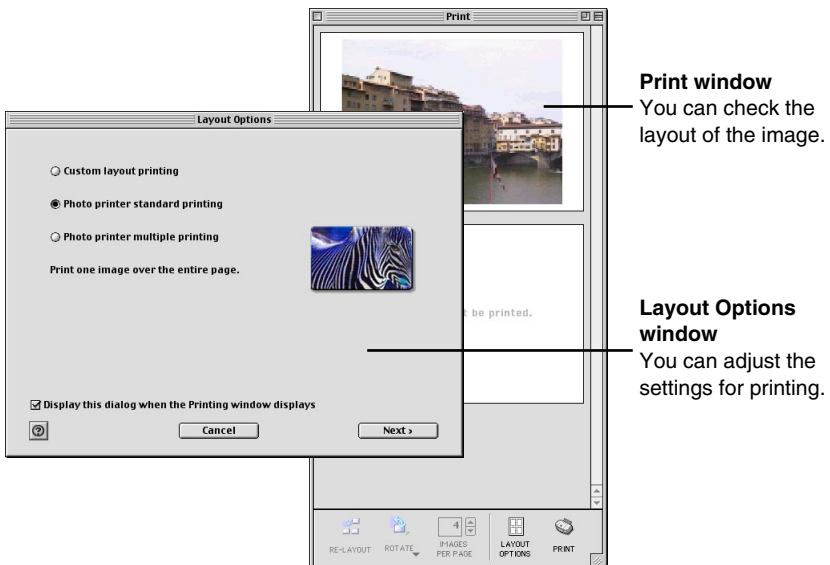 Print
Print window
You can check the
layout of the image.
Layout Options
Custom layout printing
Photo printer standard printing
Photo printer multiple printing
Print one image over the entire page.
t be printed.
Layout Options
window
You can adjust the
settings for printing.
Display this dialog when the Printing window displays
?
Cancel
Next ›
4
RE-LAYOUT
ROTATE
IMAGES
PER PAGE
LAYOUT
OPTIONS
PRINT